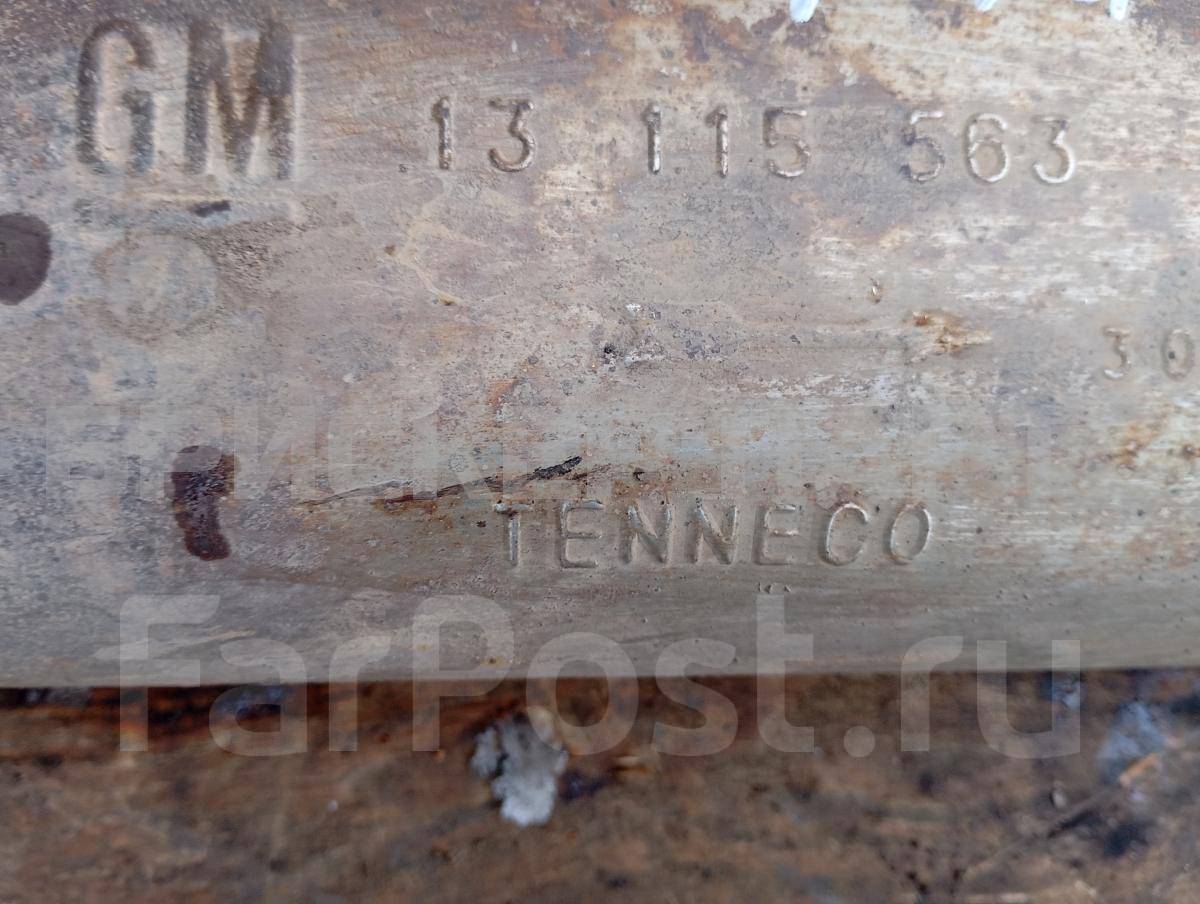 GM 13 115 563
30
TENNECO
FarPost.ru